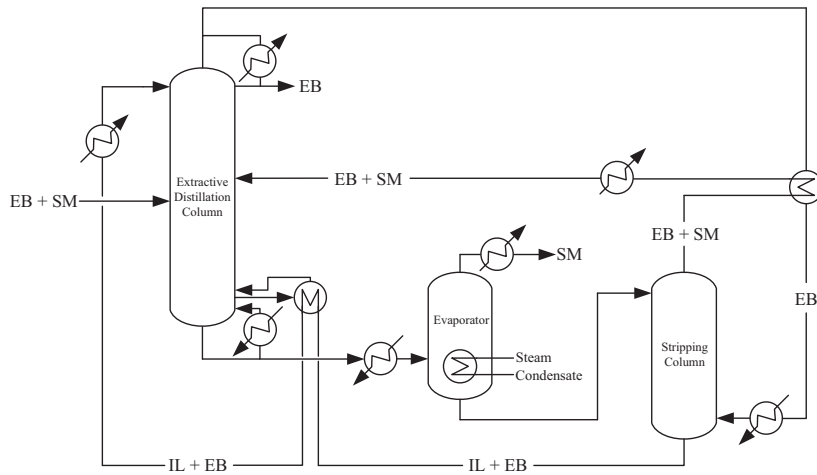 EB
Extractive
Distillation
Column
EB + SM
EB + SM
EB + SM
SM
EB
Evaporator
Steam
Condensate
Stripping
Column
IL + EB
IL + EB